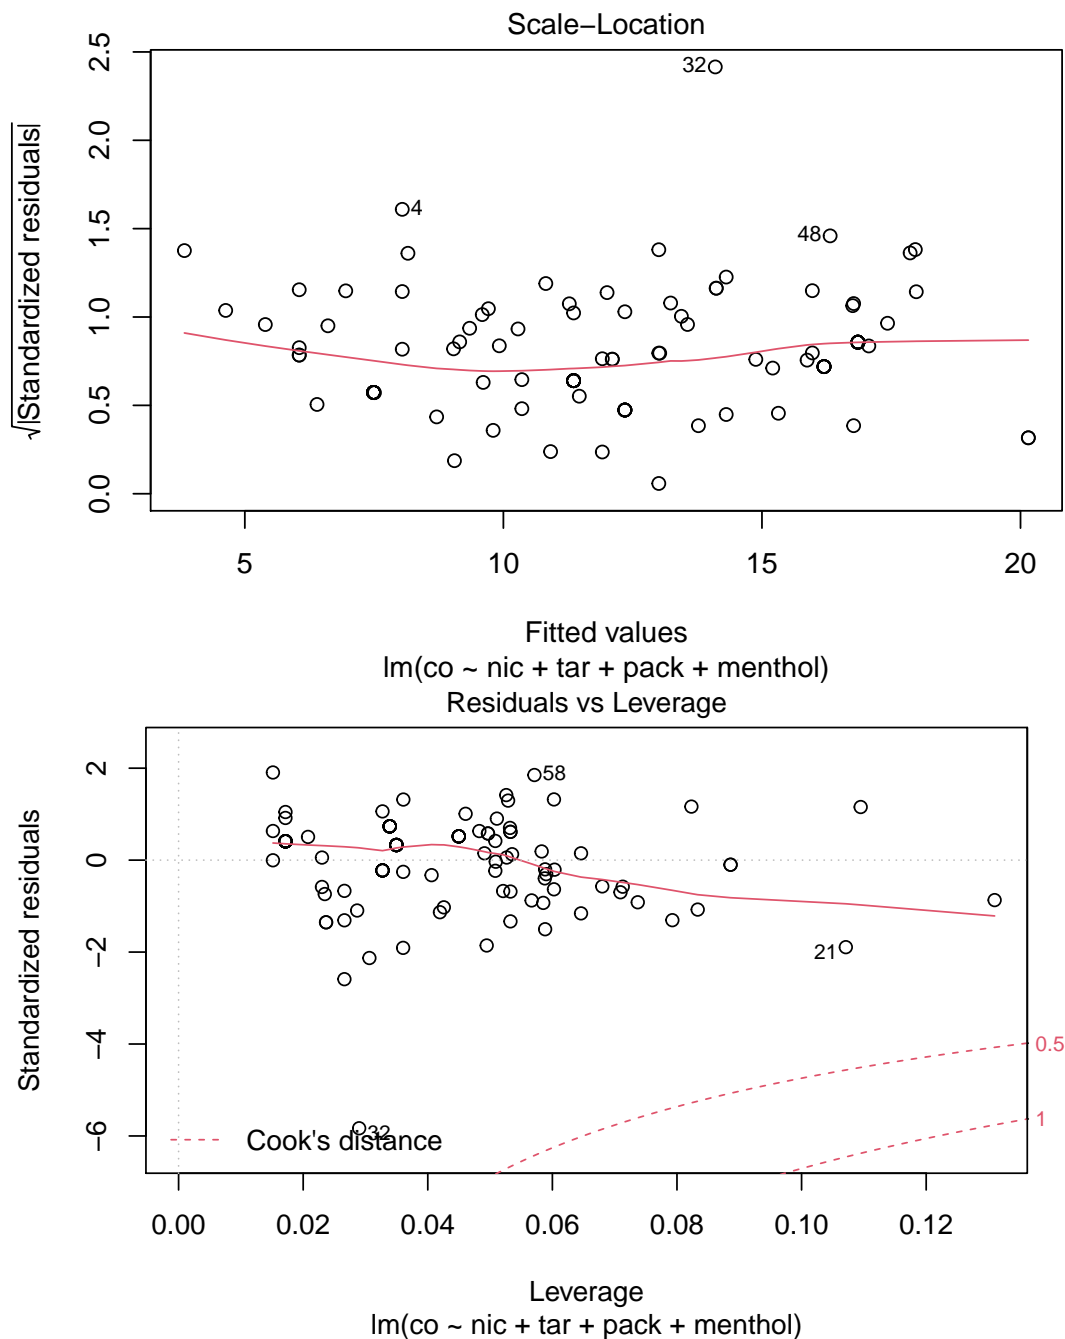 Scale−Location
√|Standardized residuals|
2.5
2.0
1.5
1.0
0.5
0.0
32
4
48
5 10 15 20
Fitted values
lm(co ~ nic + tar + pack + menthol)
Residuals vs Leverage
Standardized residuals
2
0
−2
−4
−6
58
21
32
0.5
1
Cook's distance
0.00 0.02 0.04 0.06 0.08 0.10 0.12
Leverage
lm(co ~ nic + tar + pack + menthol)